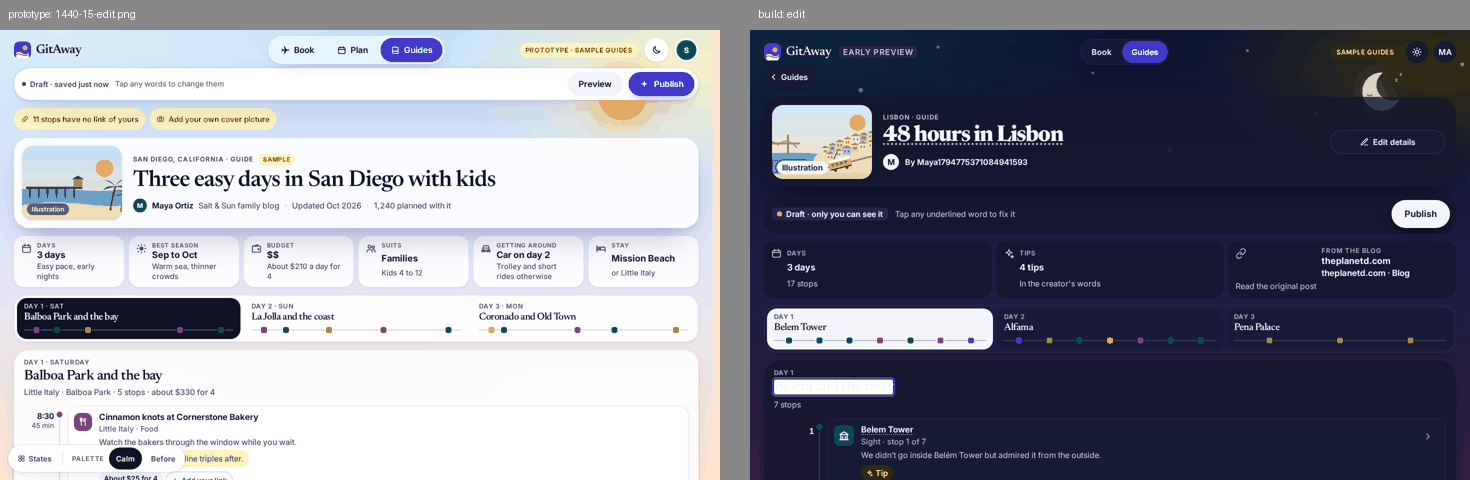 prototype: 1440-15-edit.png
GitAway
Book
Plan
Guides
PROTOTYPE · SAMPLE GUIDES
S
Draft · saved just now
Tap any words to change them
Preview
Publish
11 stops have no link of yours
Add your own cover picture
Illustration
SAN DIEGO, CALIFORNIA · GUIDE
SAMPLE
Three easy days in San Diego with kids
M
Maya Ortiz
Salt & Sun family blog · Updated Oct 2026 · 1,240 planned with it
DAYS
3 days
Easy pace, early
nights
BEST SEASON
Sep to Oct
Warm sea, thinner
crowds
BUDGET
$$
About $210 a day for
4
SUITS
Families
Kids 4 to 12
GETTING AROUND
Car on day 2
Trolley and short
rides otherwise
STAY
Mission Beach
or Little Italy
DAY 1 · SAT
Balboa Park and the bay
DAY 2 · SUN
La Jolla and the coast
DAY 3 · MON
Coronado and Old Town
DAY 1 · SATURDAY
Balboa Park and the bay
Little Italy · Balboa Park · 5 stops · about $330 for 4
8:30
45 min
Cinnamon knots at Cornerstone Bakery
Little Italy · Food
Watch the bakers through the window while you wait.
line triples after.
States
PALETTE
Calm
Before
About $25 for 4
Add your link
build: edit
GitAway
EARLY PREVIEW
Book
Guides
SAMPLE GUIDES
MA
Guides
Illustration
LISBON · GUIDE
48 hours in Lisbon
M
By Maya1794775371084941593
Edit details
Draft · only you can see it
Tap any underlined word to fix it
Publish
DAYS
3 days
17 stops
TIPS
4 tips
In the creator's words
FROM THE BLOG
theplanetd.com
theplanetd.com · Blog
Read the original post
DAY 1
Belem Tower
DAY 2
Alfama
DAY 3
Pena Palace
DAY 1
Belem and the river
7 stops
1
Belem Tower
Sight · stop 1 of 7
We didn't go inside Belém Tower but admired it from the outside.
Tip